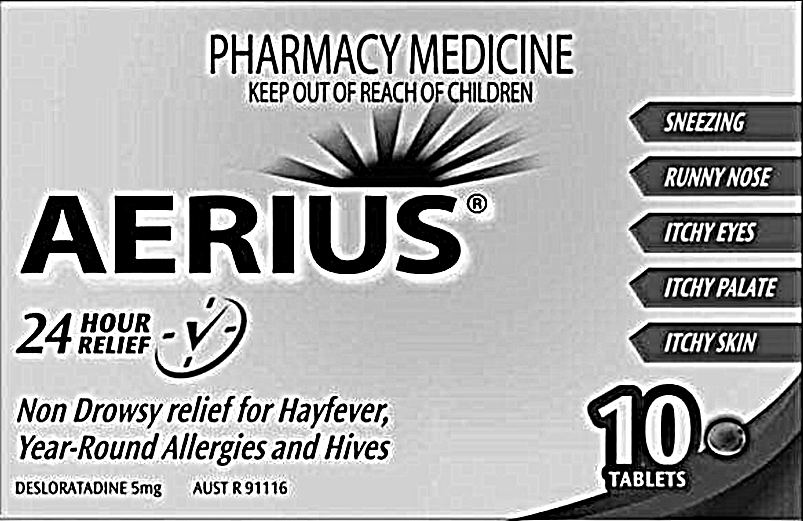 PHARMACY MEDICINE
KEEP OUT OF REACH OF CHILDREN
AERIUS®
24 HOUR
RELIEF
SNEEZING
RUNNY NOSE
ITCHY EYES
ITCHY PALATE
ITCHY SKIN
Non Drowsy relief for Hayfever,
Year-Round Allergies and Hives
DESLORATADINE 5mg AUST R 91116
10
TABLETS